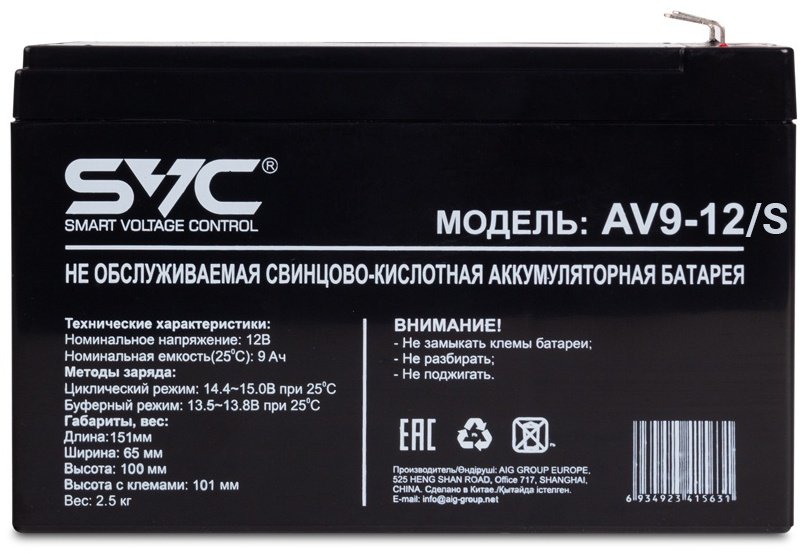 SVC®
SMART VOLTAGE CONTROL
МОДЕЛЬ: AV9-12/S
НЕ ОБСЛУЖИВАЕМАЯ СВИНЦОВО-КИСЛОТНАЯ АККУМУЛЯТОРНАЯ БАТАРЕЯ
Технические характеристики:
Номинальное напряжение: 12В
Номинальная емкость(25°C): 9 Ач
Методы заряда:
Циклический режим: 14.4~15.0В при 25°C
Буферный режим: 13.5~13.8В при 25°C
Габариты, вес:
Длина: 151мм
Ширина: 65 мм
Высота: 100 мм
Высота с клемами: 101 мм
Вес: 2.5 кг
ВНИМАНИЕ!
- Не замыкать клемы батареи;
- Не разбирать;
- Не поджигать.
EAC
Pb
Производитель/Өндіруші: AIG GROUP EUROPE,
525 HENG SHAN ROAD, Office 717, SHANGHAI,
CHINA. Сделано в Китае./Қытайда істелген.
E-mail: info@aig-group.net
6 934923 415631